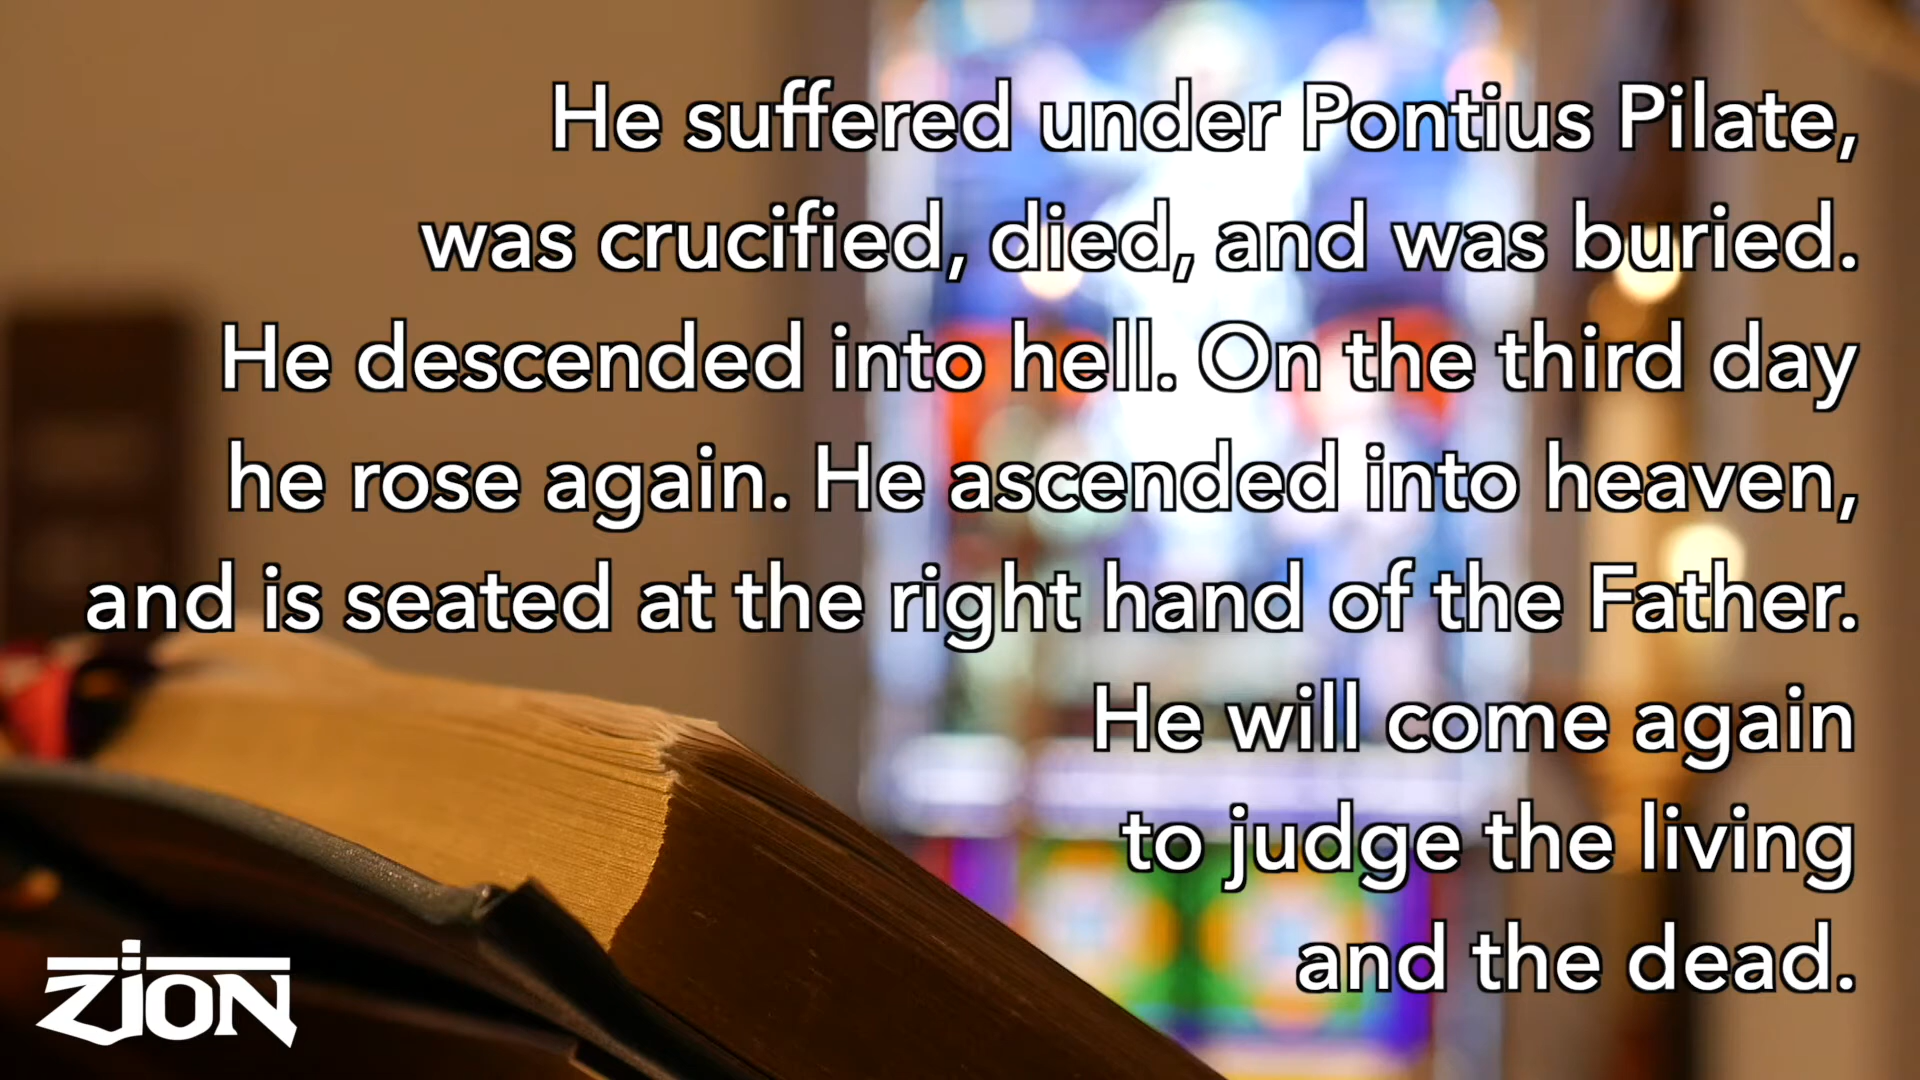 He suffered under Pontius Pilate,
was crucified, died, and was buried.
He descended into hell. On the third day
he rose again. He ascended into heaven,
and is seated at the right hand of the Father.
He will come again
to judge the living
and the dead.
ZION